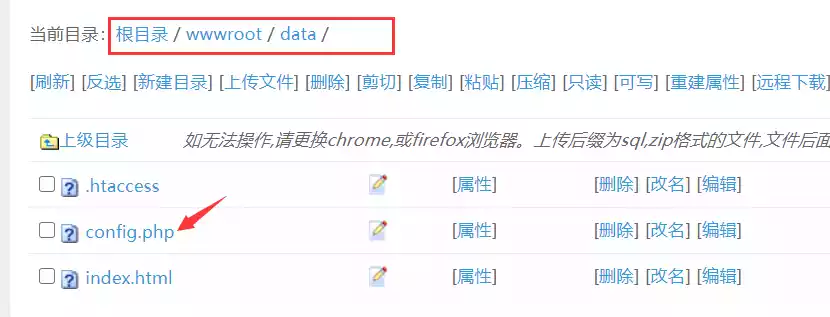 当前目录: 根目录 / wwwroot / data /
[刷新] [反选] [新建目录] [上传文件] [删除] [剪切] [复制] [粘贴] [压缩] [只读] [可写] [重建属性] [远程下载]
上级目录 如无法操作,请更换chrome,或firefox浏览器。上传后缀为sql,zip格式的文件,文件后面
.htaccess [属性] [删除] [改名] [编辑]
config.php [属性] [删除] [改名] [编辑]
index.html [属性] [删除] [改名] [编辑]